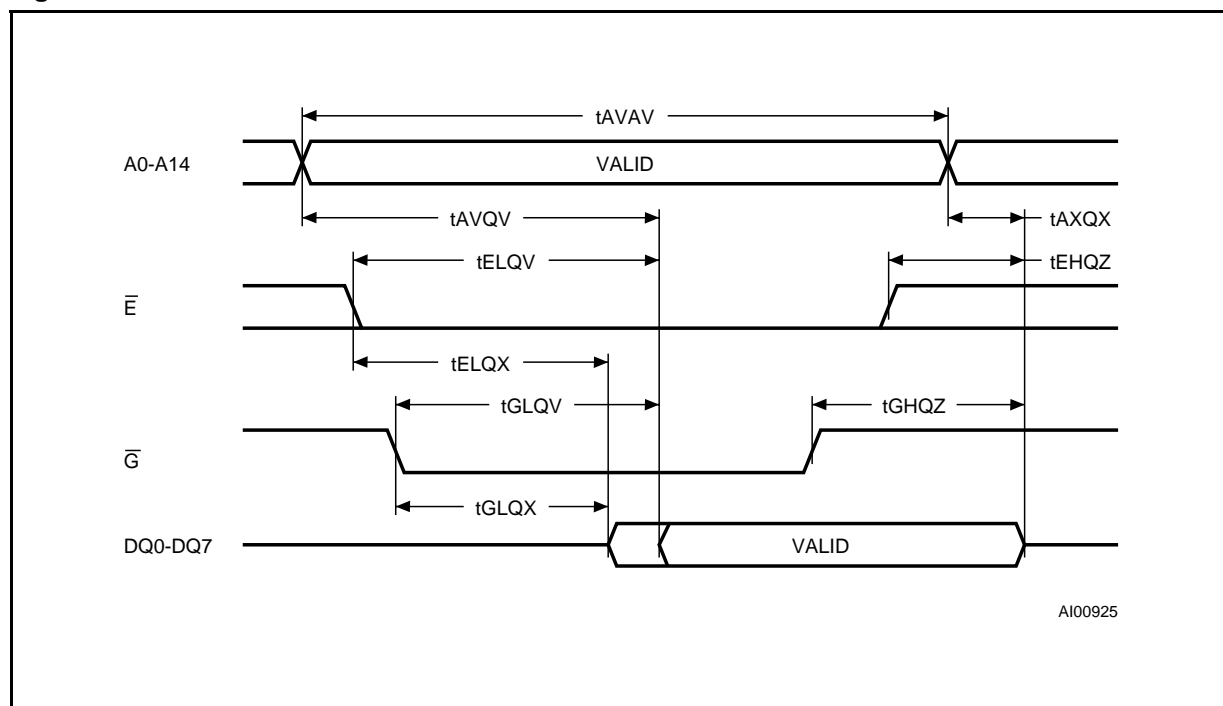 tAVAV
A0-A14
VALID
tAVQV
tAXQX
tELQV
tEHQZ
E̅
tELQX
tGLQV
tGHQZ
G̅
tGLQX
DQ0-DQ7
VALID
AI00925